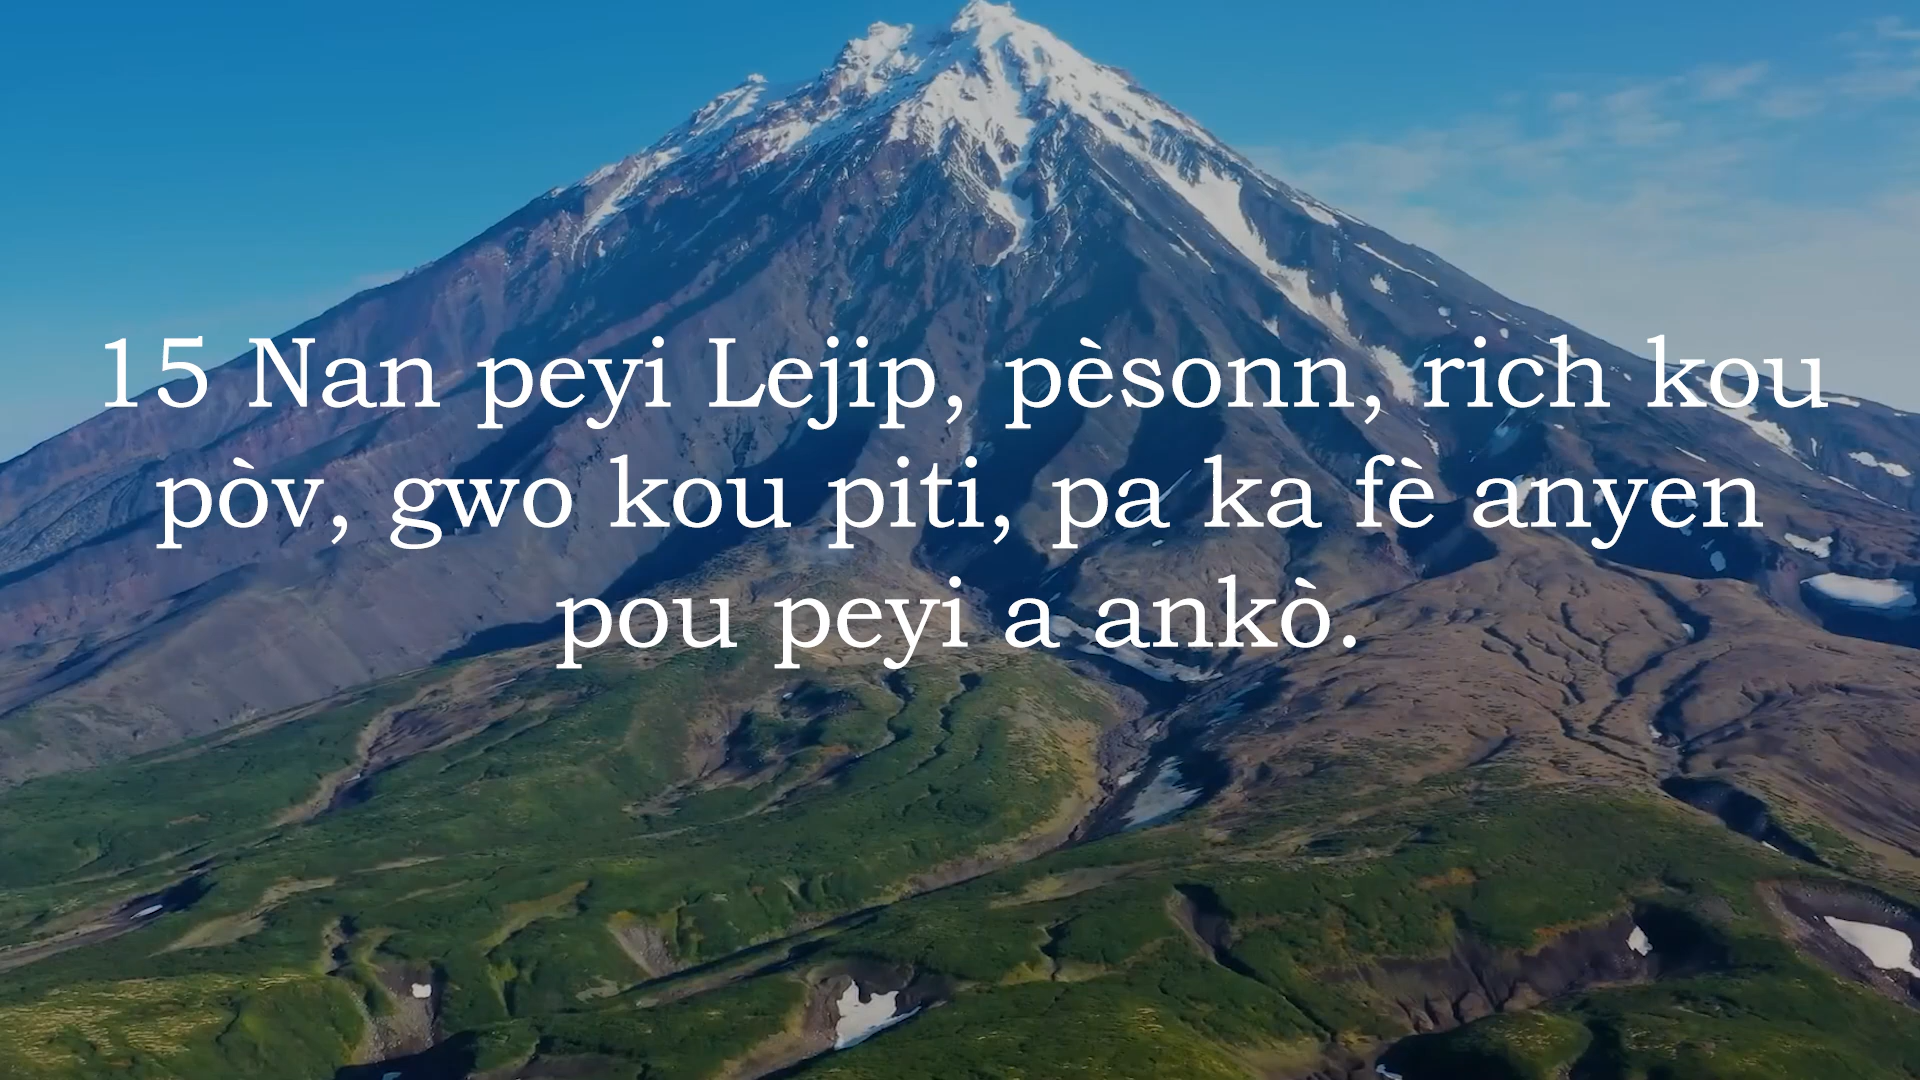 15 Nan peyi Lejip, pèsonn, rich kou
pòv, gwo kou piti, pa ka fè anyen
pou peyi a ankò.